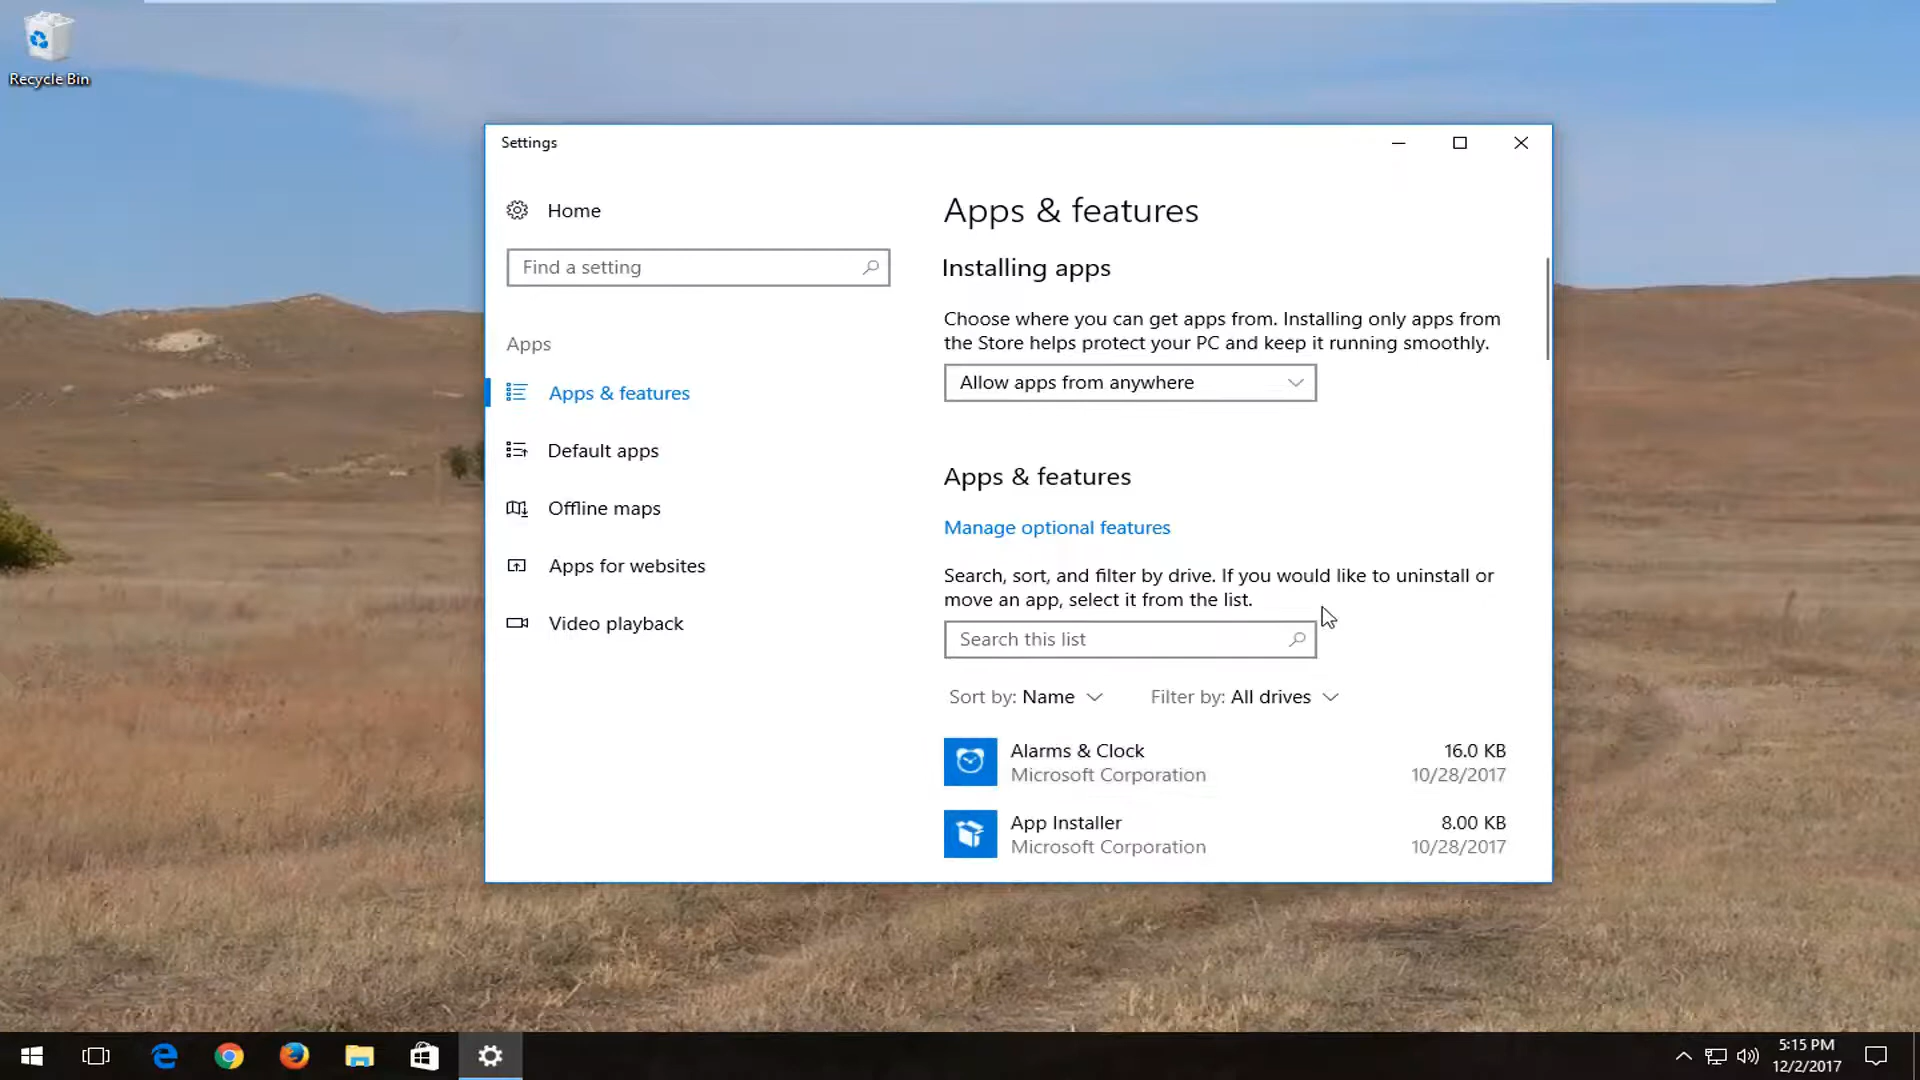 Recycle Bin
Settings
Home
Find a setting
Apps
Apps & features
Default apps
Offline maps
Apps for websites
Video playback
Apps & features
Installing apps
Choose where you can get apps from. Installing only apps from
the Store helps protect your PC and keep it running smoothly.
Allow apps from anywhere
Apps & features
Manage optional features
Search, sort, and filter by drive. If you would like to uninstall or
move an app, select it from the list.
Search this list
Sort by: Name Filter by: All drives
Alarms & Clock 16.0 KB
Microsoft Corporation 10/28/2017
App Installer 8.00 KB
Microsoft Corporation 10/28/2017
5:15 PM
12/2/2017